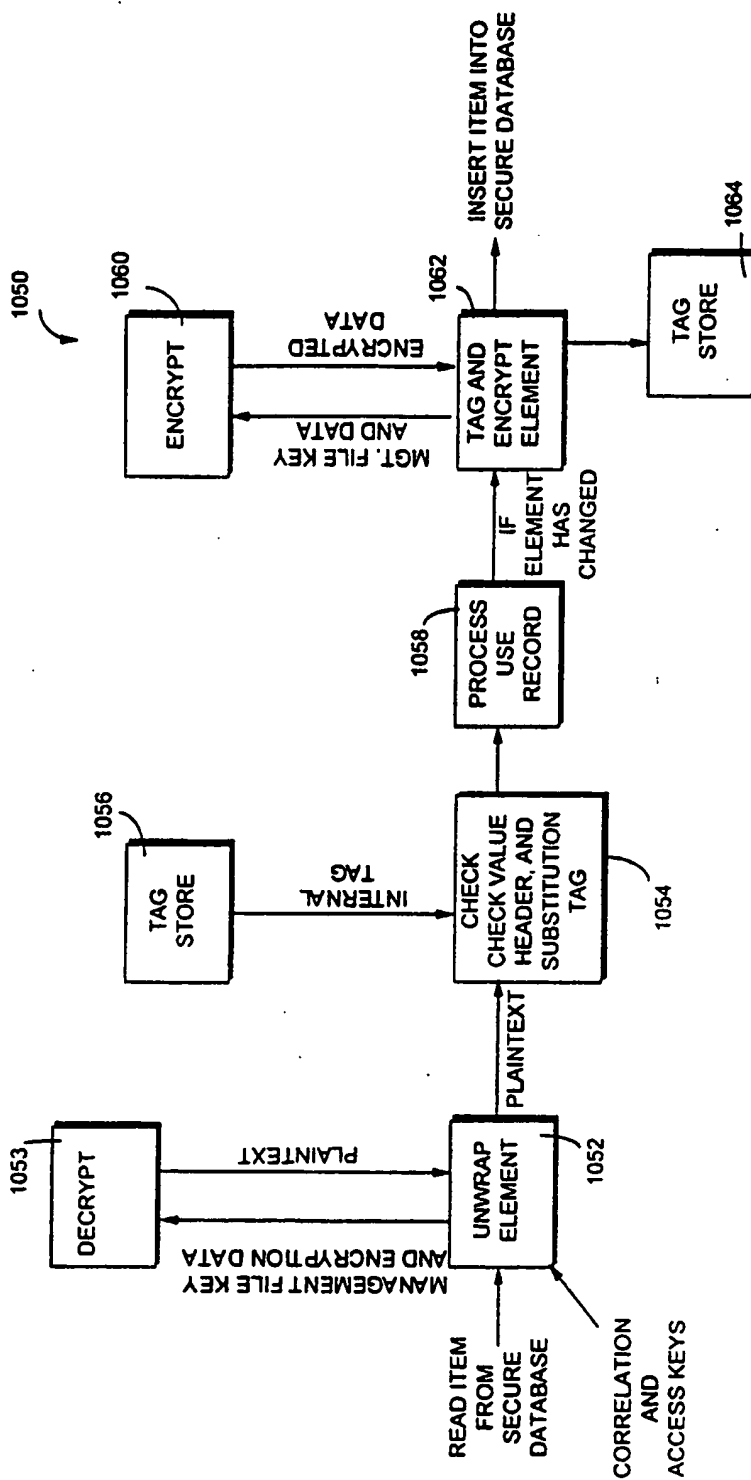 1050
1053
DECRYPT
MANAGEMENT FILE KEY
AND ENCRYPTION DATA
PLAINTEXT
READ ITEM
FROM
SECURE
DATABASE
UNWRAP
ELEMENT
1052
CORRELATION
AND
ACCESS KEYS
PLAINTEXT
1056
TAG
STORE
INTERNAL
TAG
CHECK
CHECK VALUE
HEADER, AND
SUBSTITUTION
TAG
1054
1058
PROCESS
USE
RECORD
IF
ELEMENT
HAS
CHANGED
1060
ENCRYPT
MGT. FILE KEY
AND DATA
ENCRYPTED
DATA
1062
TAG AND
ENCRYPT
ELEMENT
INSERT ITEM INTO
SECURE DATABASE
TAG
STORE
1064